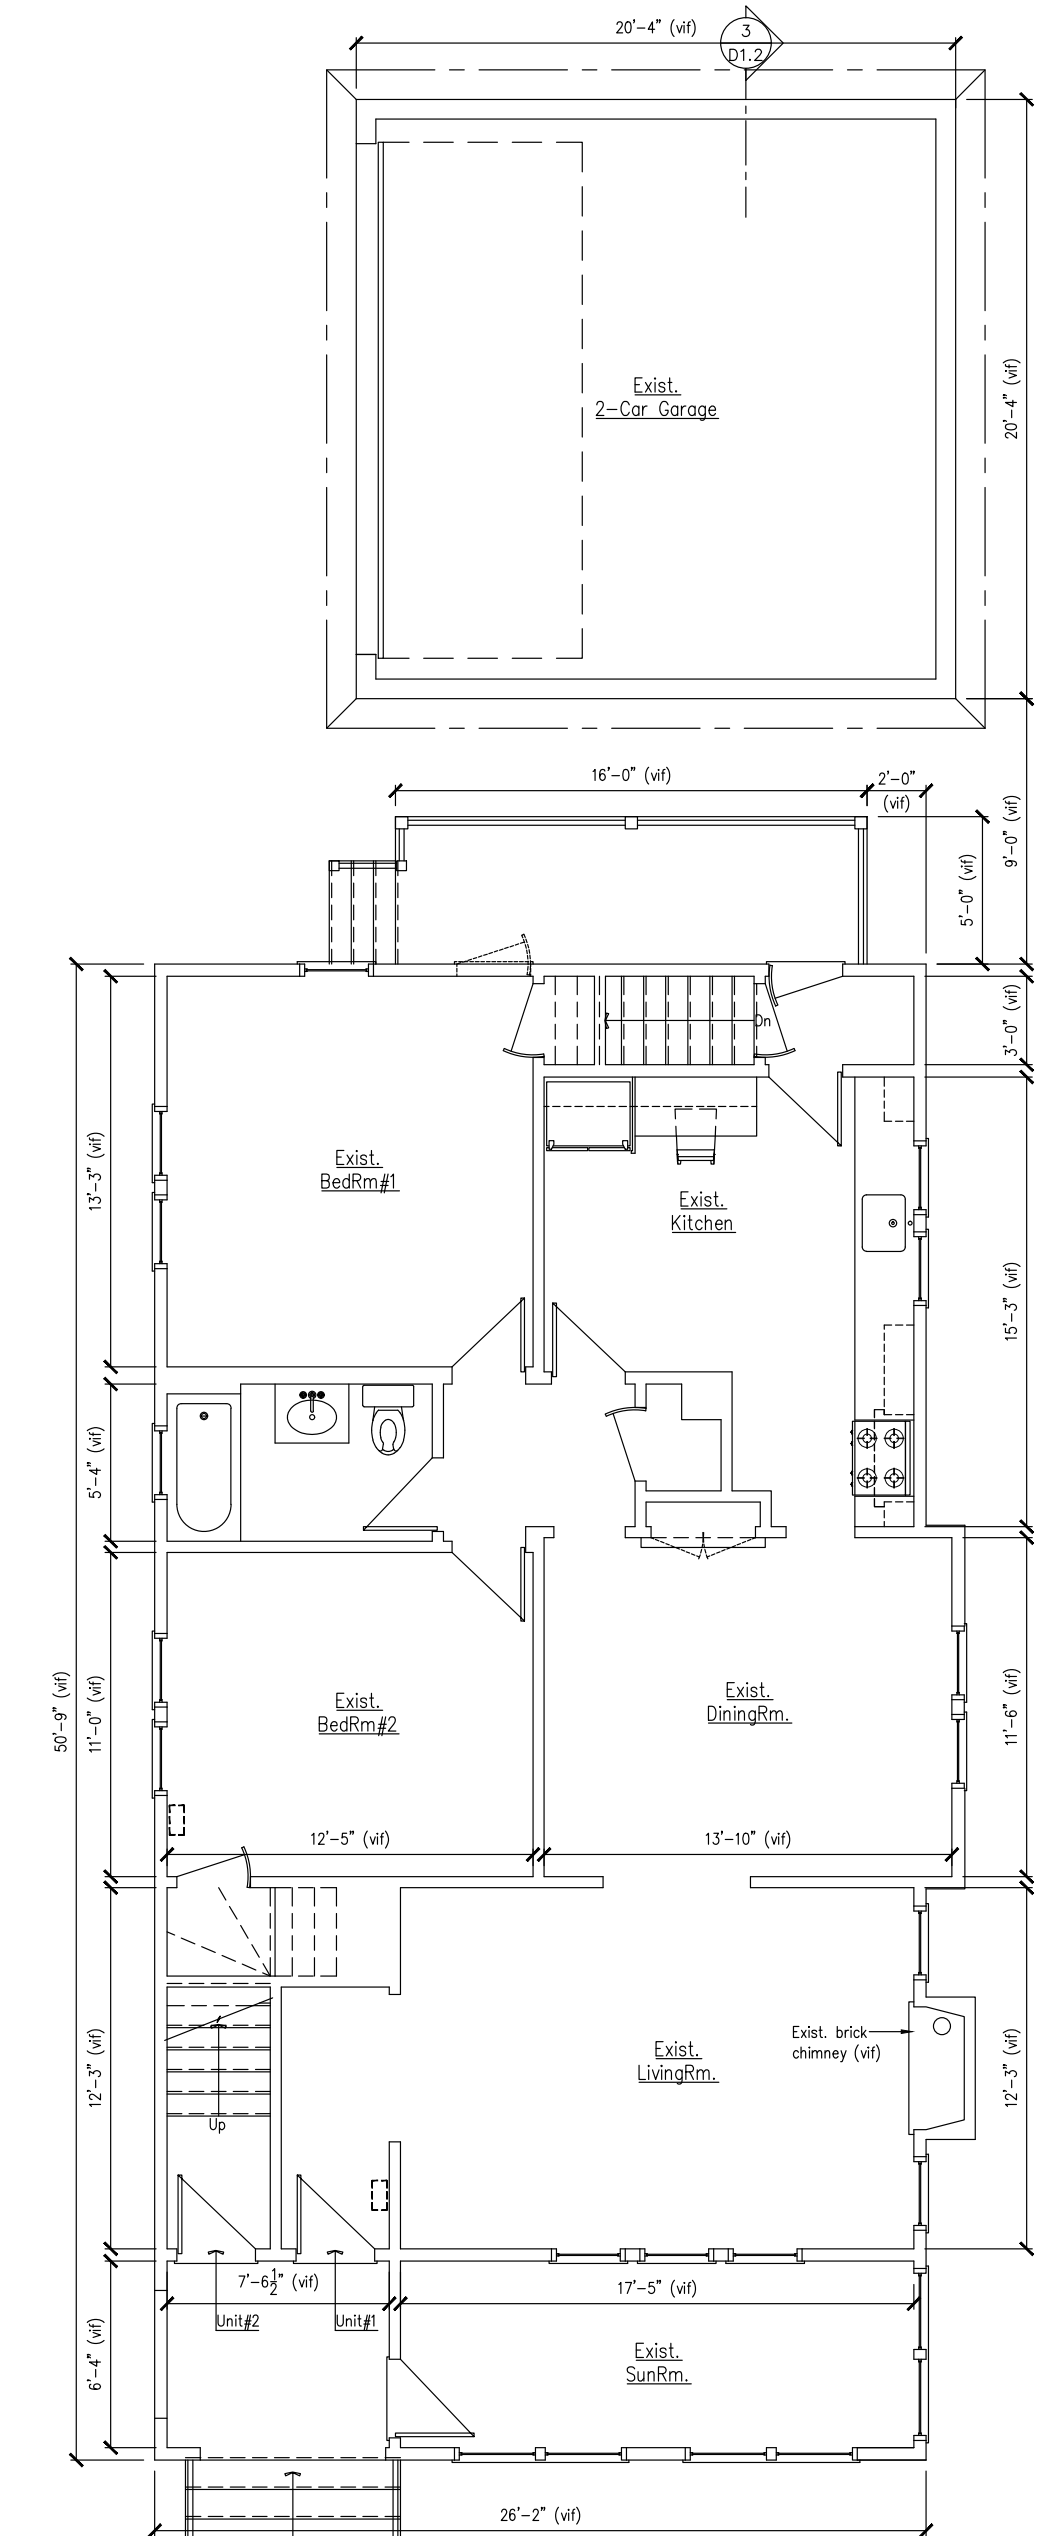 20'-4" (vif)
3
D1.2
Exist.
2-Car Garage
20'-4" (vif)
16'-0" (vif)
2'-0"
(vif)
9'-0" (vif)
5'-0" (vif)
Dn
3'-0" (vif)
Exist.
BedRm#1
13'-3" (vif)
Exist.
Kitchen
15'-3" (vif)
5'-4" (vif)
50'-9" (vif)
11'-0" (vif)
Exist.
BedRm#2
Exist.
DiningRm.
11'-6" (vif)
12'-5" (vif)
13'-10" (vif)
Exist. brick
chimney (vif)
Exist.
LivingRm.
12'-3" (vif)
12'-3" (vif)
Up
7'-6½" (vif)
17'-5" (vif)
Unit#2
Unit#1
6'-4" (vif)
Exist.
SunRm.
26'-2" (vif)